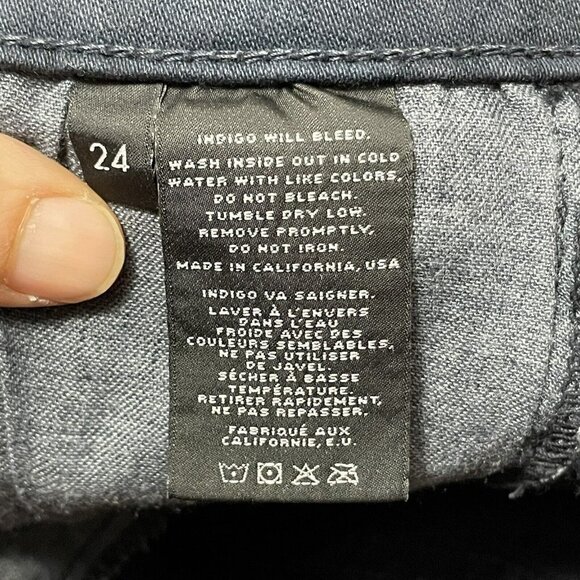 24
INDIGO WILL BLEED.
WASH INSIDE OUT IN COLD
WATER WITH LIKE COLORS.
DO NOT BLEACH.
TUMBLE DRY LOW.
REMOVE PROMPTLY.
DO NOT IRON.
MADE IN CALIFORNIA, USA
INDIGO VA SAIGNER.
LAVER À L'ENVERS
DANS L'EAU
FROIDE AVEC DES
COULEURS SEMBLABLES.
NE PAS UTILISER
DE JAVEL.
SÉCHER À BASSE
TEMPÉRATURE.
RETIRER RAPIDEMENT.
NE PAS REPASSER.
FABRIQUÉ AUX
CALIFORNIE, E.U.